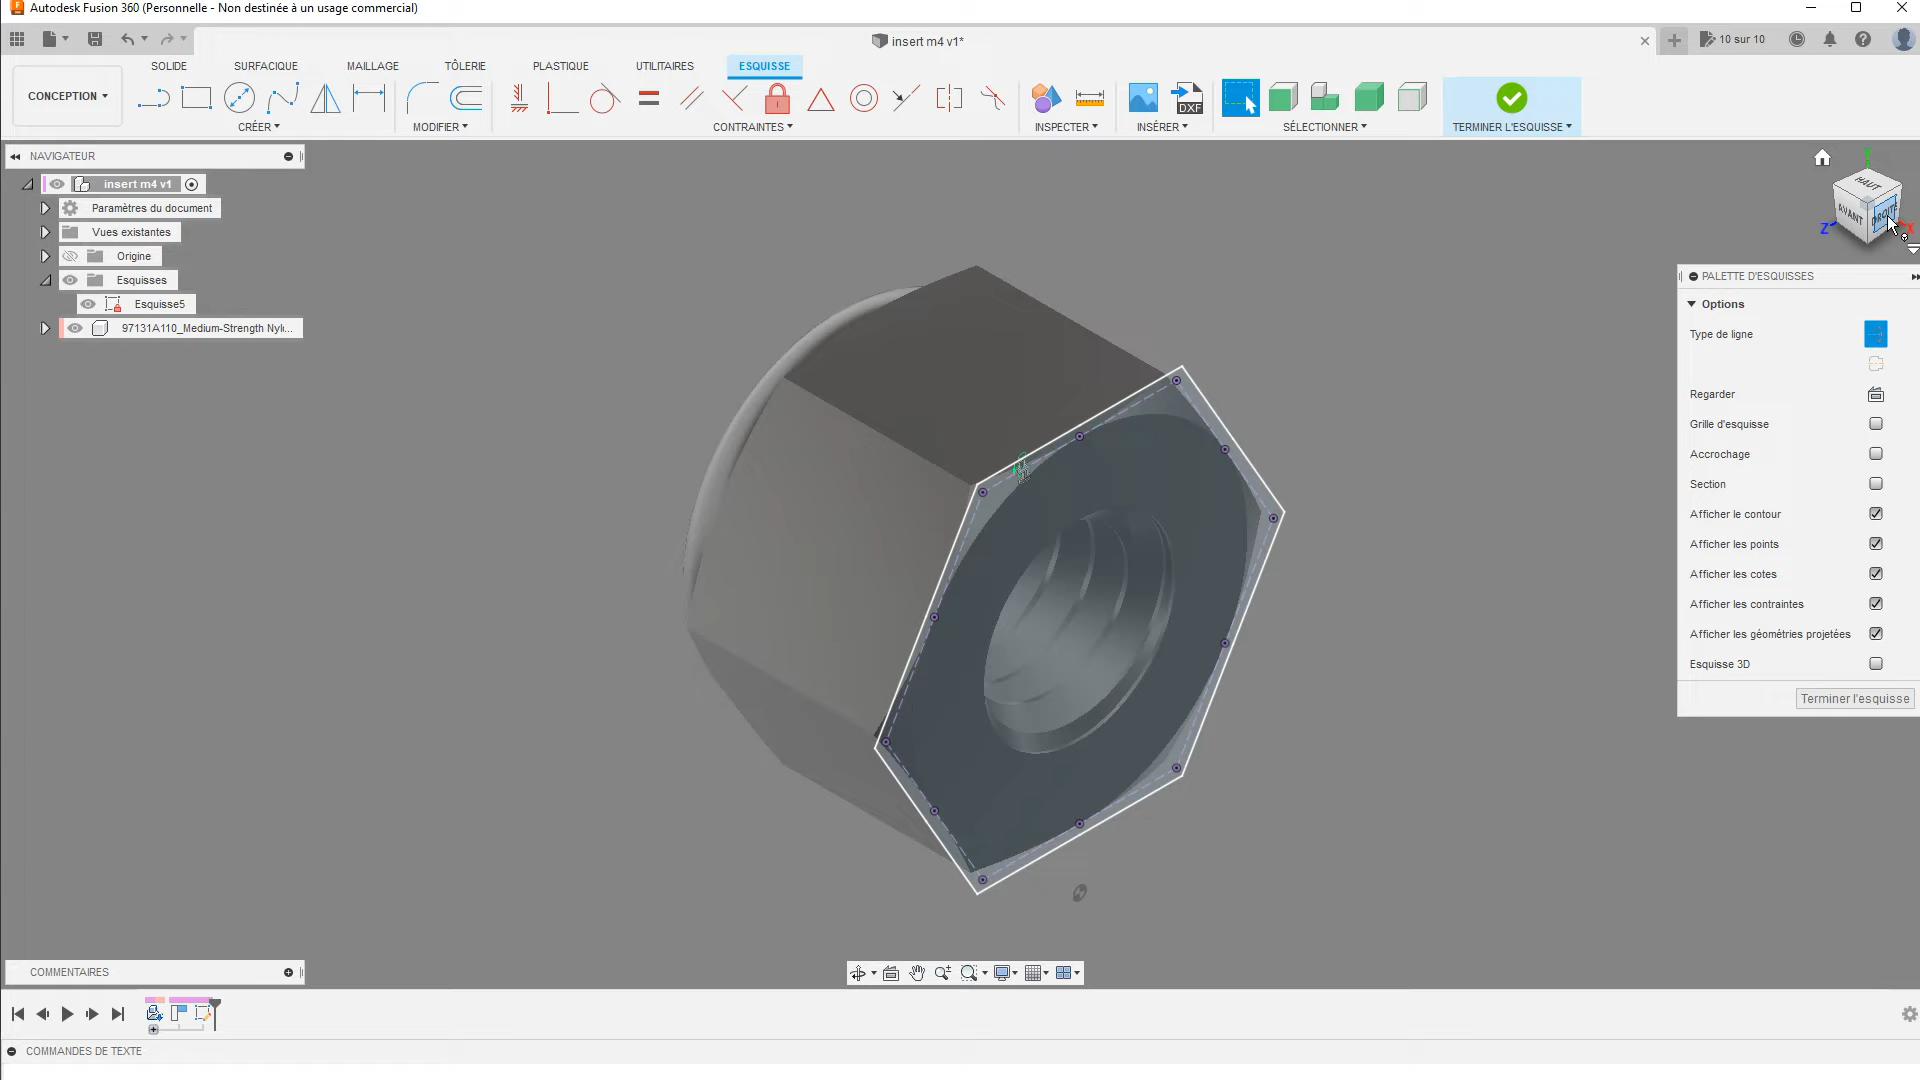 Autodesk Fusion 360 (Personnelle - Non destinée à un usage commercial)
insert m4 v1*
10 sur 10
SOLIDE
SURFACIQUE
MAILLAGE
TÔLERIE
PLASTIQUE
UTILITAIRES
ESQUISSE
CONCEPTION
DXF
CRÉER
MODIFIER
CONTRAINTES
INSPECTER
INSÉRER
SÉLECTIONNER
TERMINER L'ESQUISSE
NAVIGATEUR
insert m4 v1
Paramètres du document
Vues existantes
Origine
Esquisses
Esquisse5
97131A110_Medium-Strength Nyl...
Y
HAUT
AVANT
DROITE
Z
X
PALETTE D'ESQUISSES
Options
Type de ligne
Regarder
Grille d'esquisse
Accrochage
Section
Afficher le contour
Afficher les points
Afficher les cotes
Afficher les contraintes
Afficher les géométries projetées
Esquisse 3D
Terminer l'esquisse
COMMENTAIRES
COMMANDES DE TEXTE